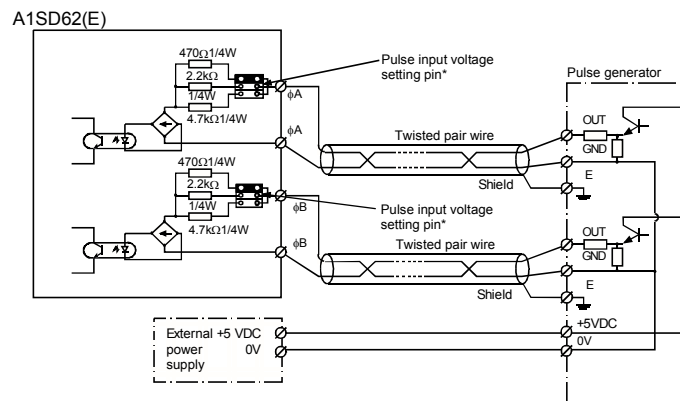 A1SD62(E)
470Ω1/4W
2.2kΩ
1/4W
4.7kΩ1/4W
Pulse input voltage
setting pin*
ϕA
ϕA
Twisted pair wire
Shield
Pulse generator
OUT
GND
E
470Ω1/4W
2.2kΩ
1/4W
4.7kΩ1/4W
ϕB
Pulse input voltage
setting pin*
ϕB
Twisted pair wire
Shield
OUT
GND
E
External +5 VDC
power 0V
supply
+5VDC
0V